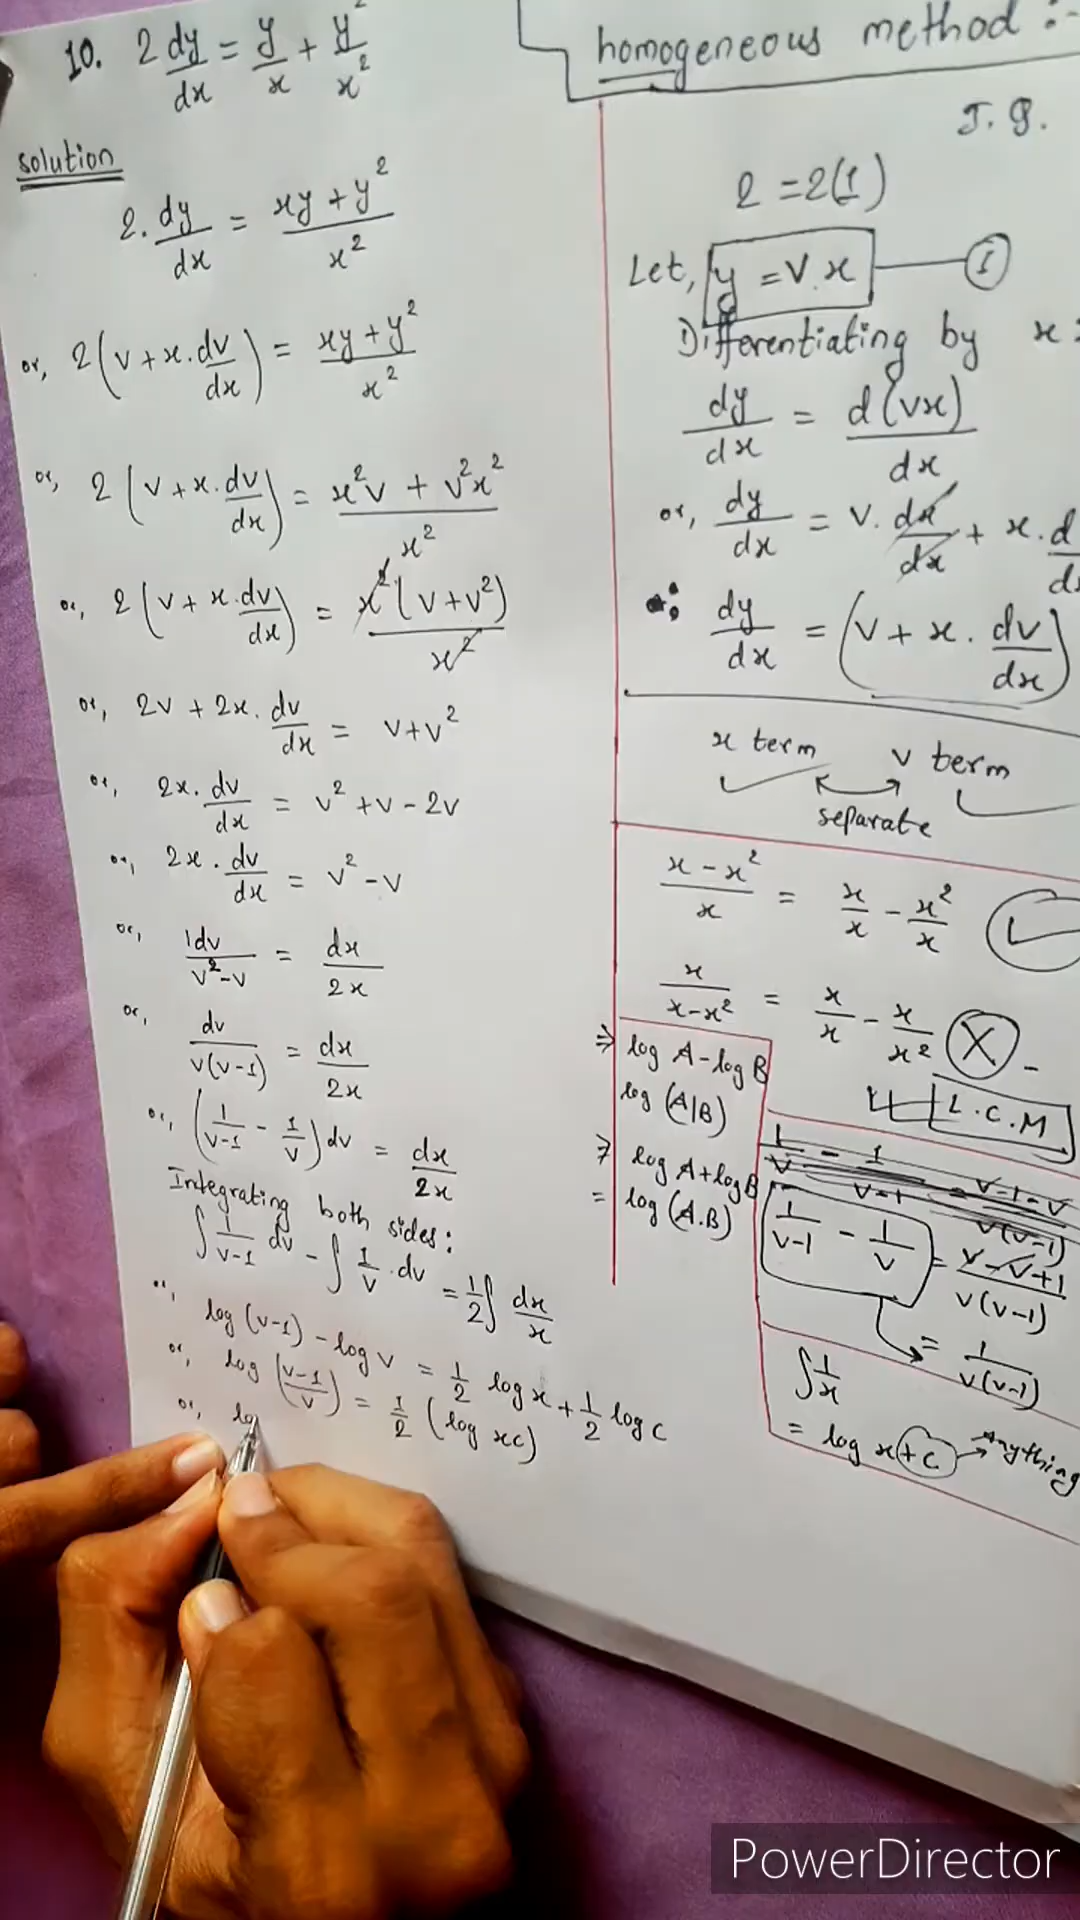 10. 2 dy/dx = y/x + y²/x²
solution
2. dy/dx = (xy + y²)/x²
or, 2(v + x. dv/dx) = (xy + y²)/x²
or, 2(v + x. dv/dx) = (x²v + v²x²)/x²
or, 2(v + x. dv/dx) = x²(v + v²)/x²
or, 2v + 2x. dv/dx = v + v²
or, 2x. dv/dx = v² + v - 2v
or, 2x. dv/dx = v² - v
or, 1dv/(v² - v) = dx/2x
or, dv/(v(v-1)) = dx/2x
or, (1/(v-1) - 1/v) dv = dx/2x
Integrating both sides:
∫ 1/(v-1) dv - ∫ 1/v . dv = 1/2 ∫ dx/x
or, log (v-1) - log v = 1/2 log x + 1/2 log c
or, log ((v-1)/v) = 1/2 (log xc)
or, lo
homogeneous method :-
2 = 2(1)
Let, y = v.x ① 
Differentiating by x:
dy/dx = d(vx)/dx
or, dy/dx = v. dx/dx + x. d
∴ dy/dx = (v + x. dv/dx)
x term v term
separate
(x - x²)/x = x/x - x²/x ✓
x/(x - x²) = x/x - x/x² X -
L.C.M
⇒ log A - log B
log (A/B)
⇒ log A + log B
= log (A.B)
1/v - 1/(v-1) = (v-1-v)/(v(v-1))
1/(v-1) - 1/v = (v - v + 1)/(v(v-1))
= 1/(v(v-1))
∫ 1/x
= log x + c → Anything
PowerDirector